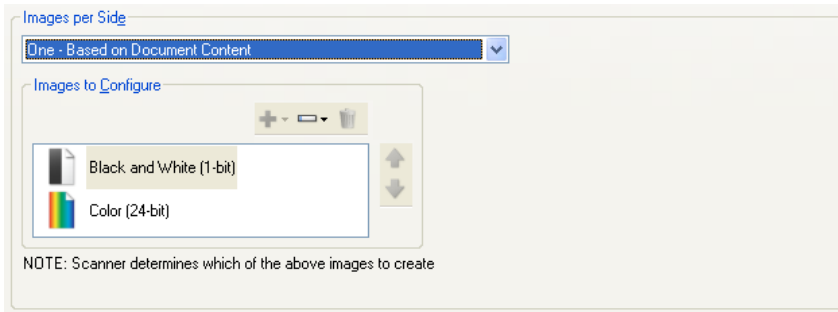 Images per Side
One - Based on Document Content
Images to Configure
Black and White (1-bit)
Color (24-bit)
NOTE: Scanner determines which of the above images to create